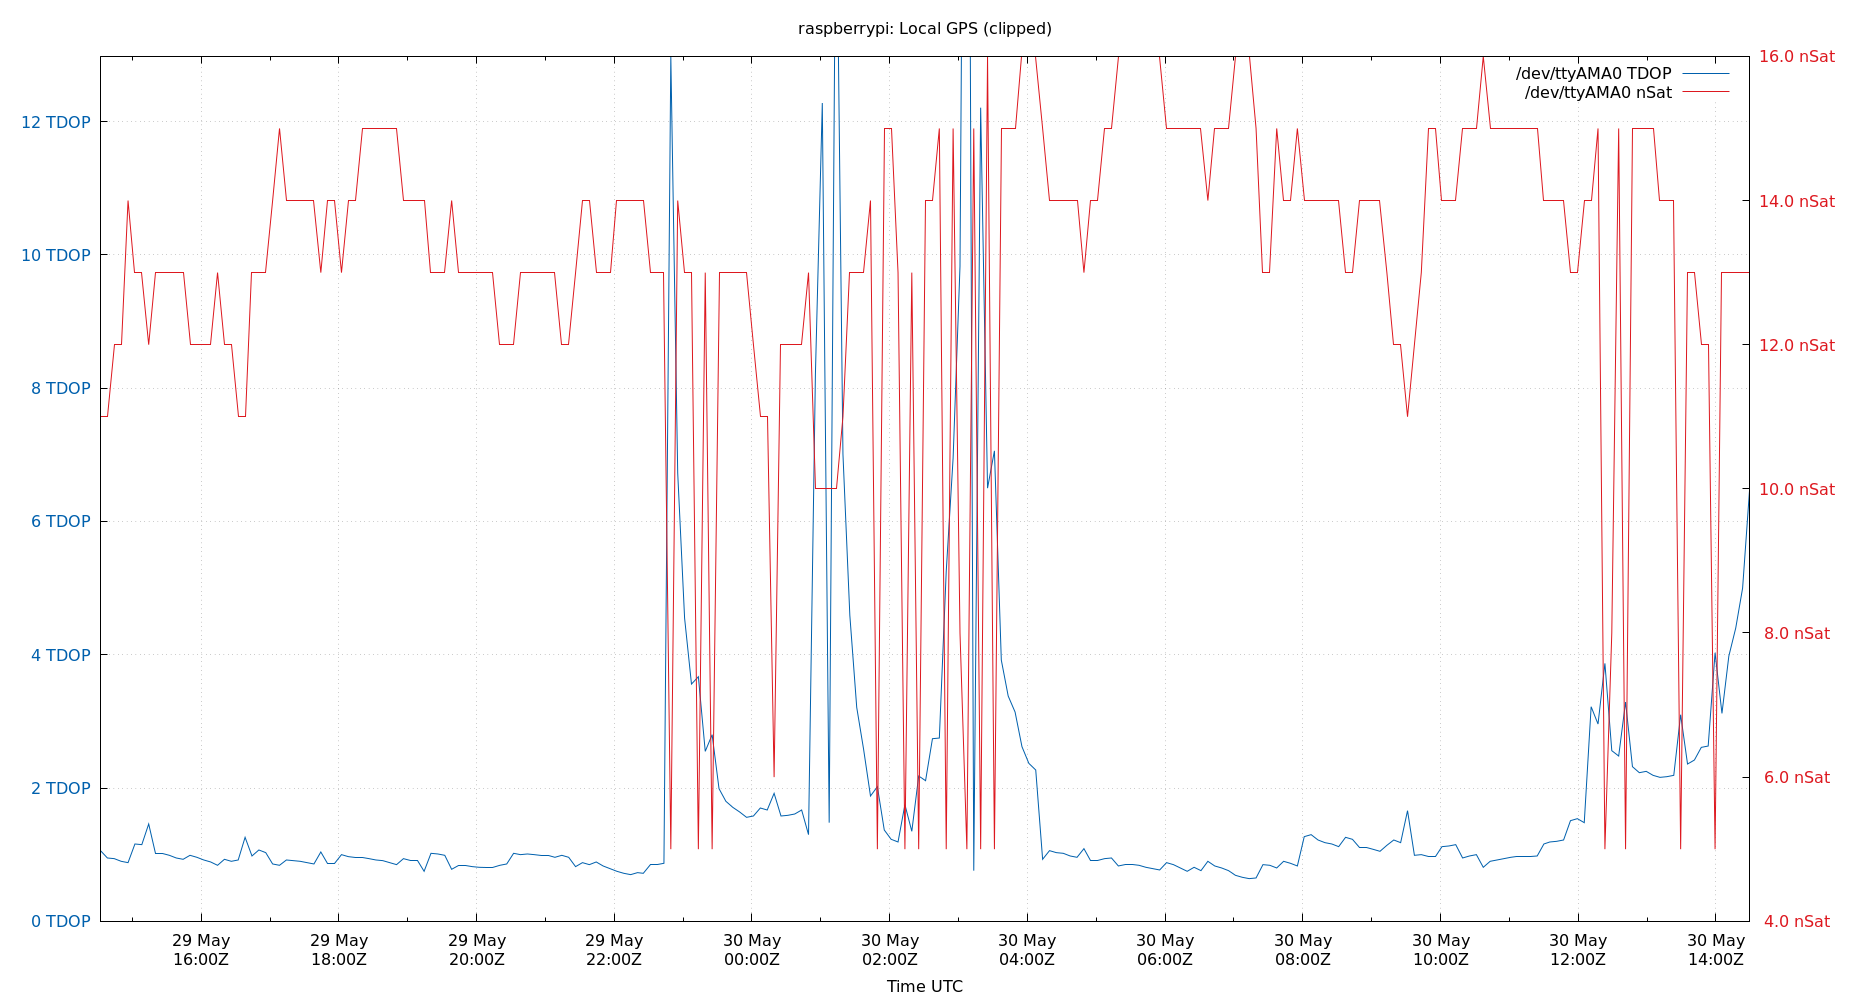 raspberrypi: Local GPS (clipped)
/dev/ttyAMA0 TDOP
/dev/ttyAMA0 nSat
12 TDOP
10 TDOP
8 TDOP
6 TDOP
4 TDOP
2 TDOP
0 TDOP
16.0 nSat
14.0 nSat
12.0 nSat
10.0 nSat
8.0 nSat
6.0 nSat
4.0 nSat
29 May 29 May 29 May 29 May 30 May 30 May 30 May 30 May 30 May 30 May 30 May 30 May
16:00Z 18:00Z 20:00Z 22:00Z 00:00Z 02:00Z 04:00Z 06:00Z 08:00Z 10:00Z 12:00Z 14:00Z
Time UTC